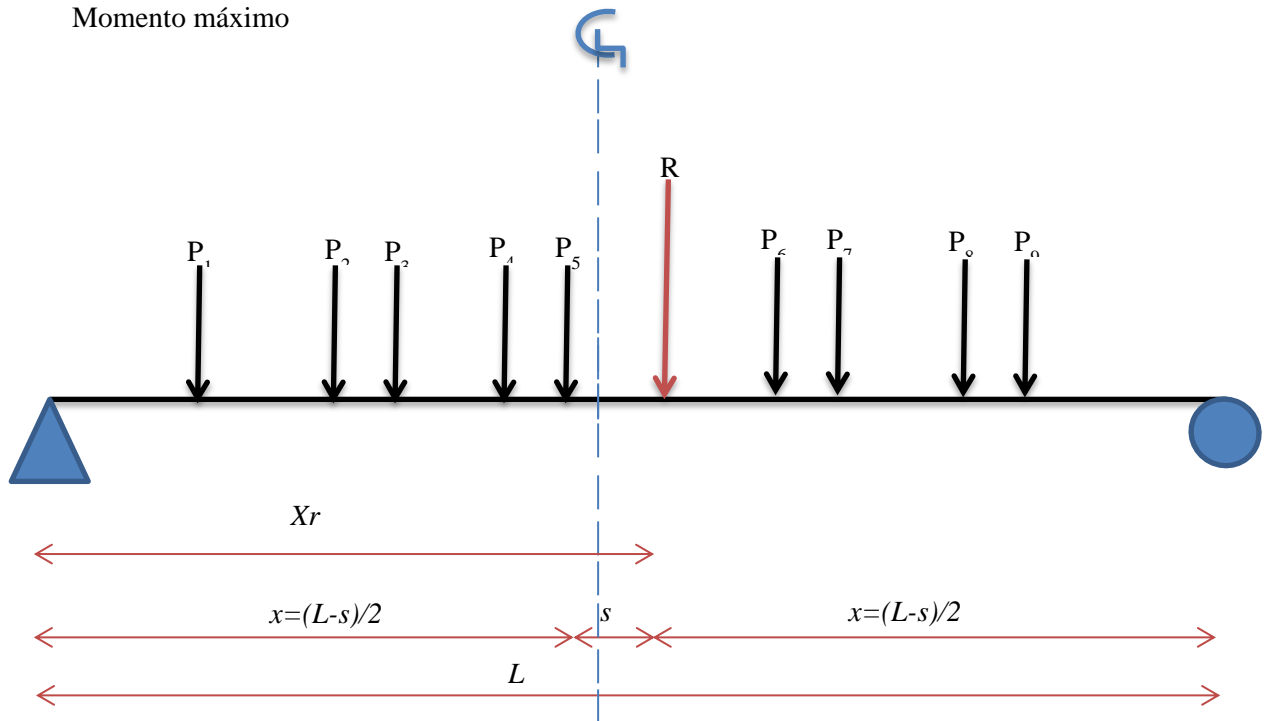 Momento máximo
R
P₁ P₂ P₃ P₄ P₅ P₆ P₇ P₈ P₉
Xr
x=(L-s)/2 s x=(L-s)/2
L